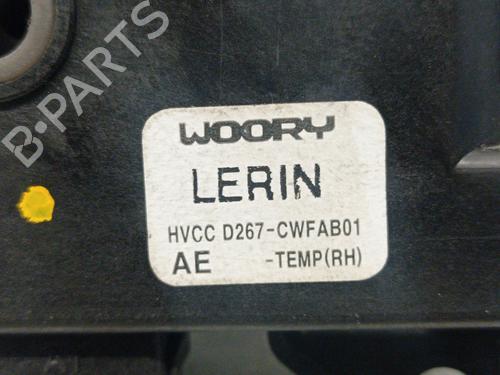 B-PARTS
WOORY
LERIN
HVCC D267-CWFAB01
AE -TEMP(RH)